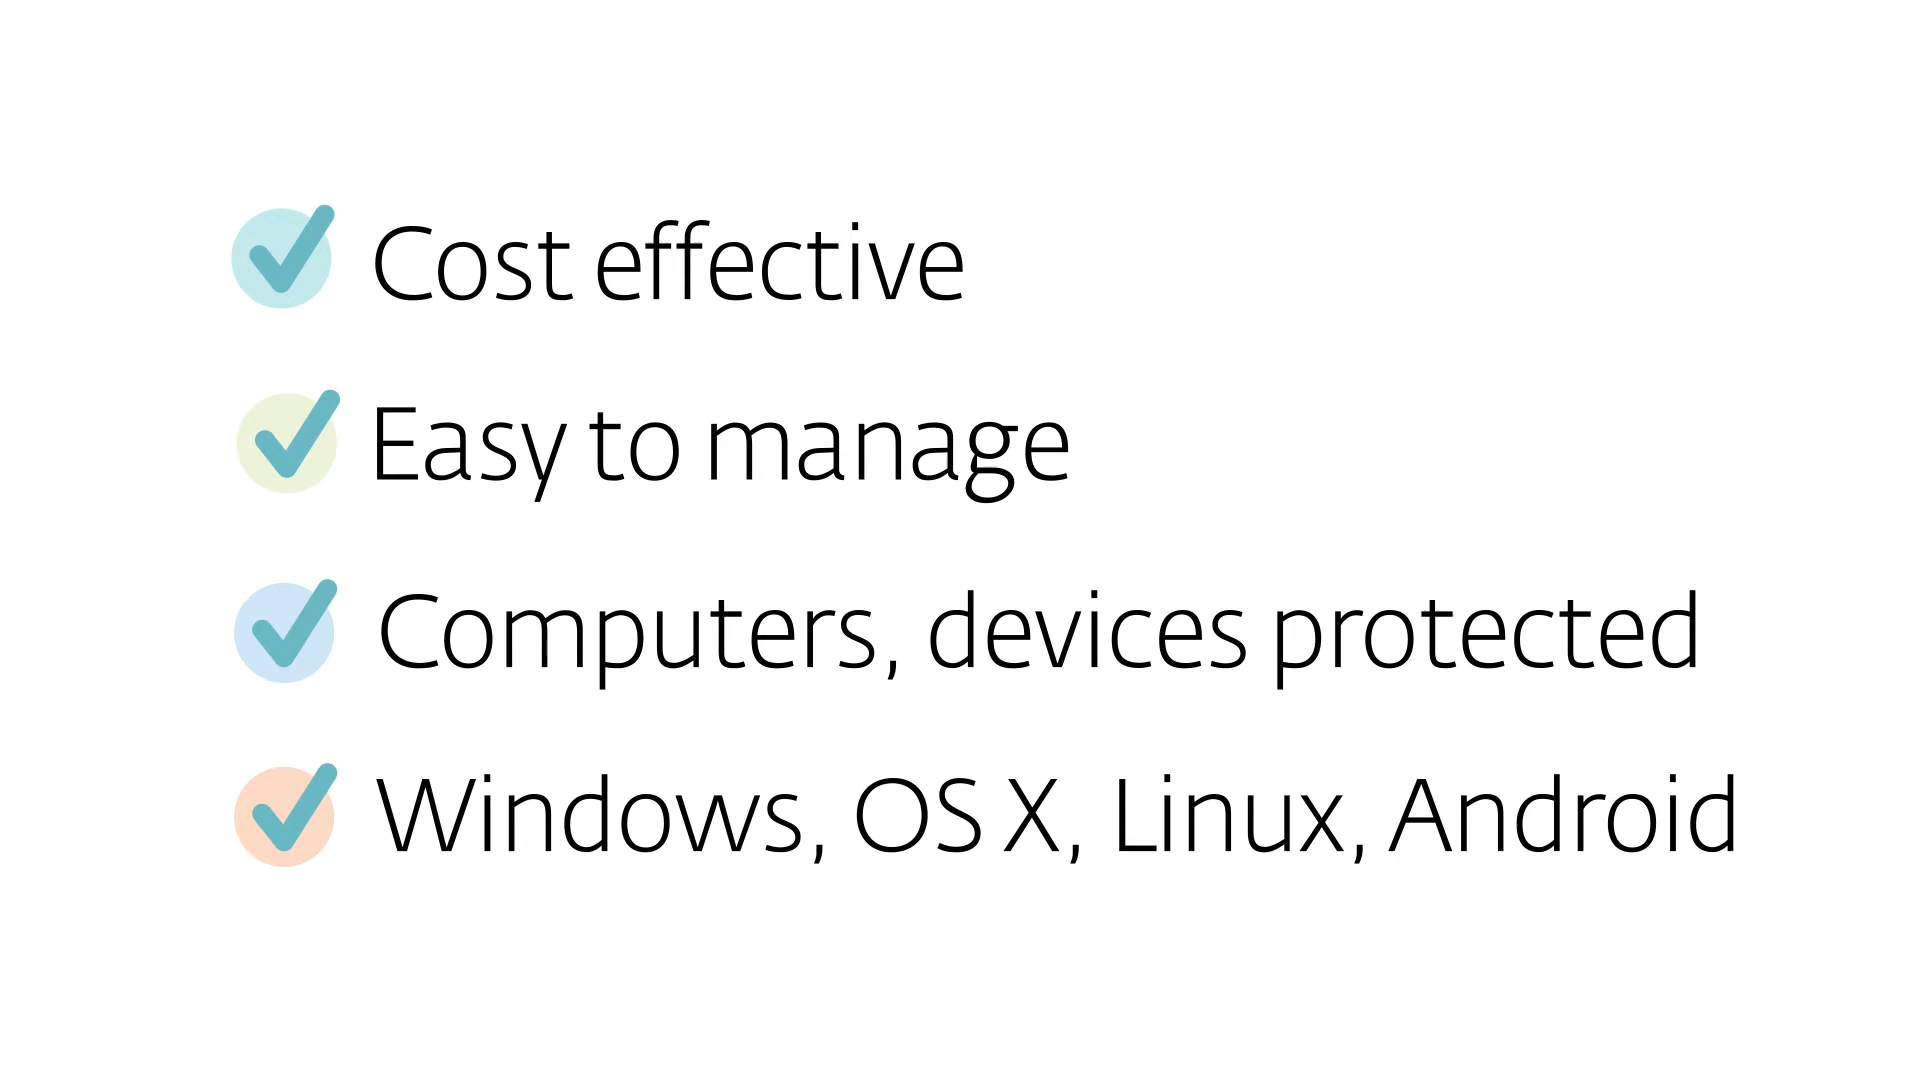 Cost effective
Easy to manage
Computers, devices protected
Windows, OS X, Linux, Android